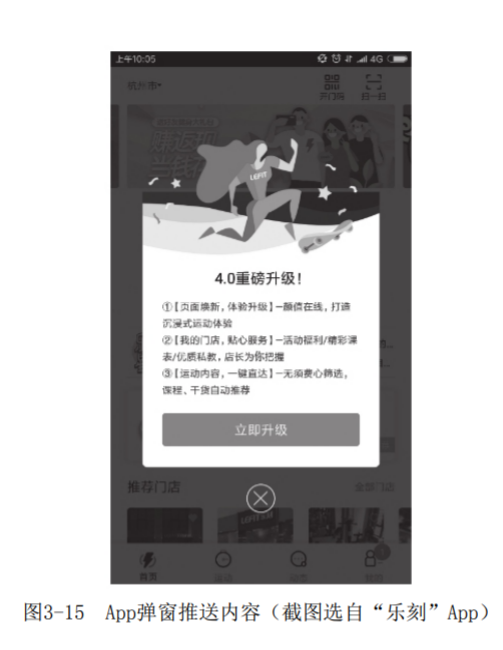 上午10:05
4G
杭州市
开门码
扫一扫
LEFIT
4.0重磅升级！
①【页面焕新，体验升级】—颜值在线，打造
沉浸式运动体验
②【我的门店，贴心服务】—活动福利/精彩课
表/优质私教，店长为你把握
③【运动内容，一键直达】—无须费心筛选，
课程、干货自动推荐
立即升级
推荐门店
全部门店
首页
图3-15 App弹窗推送内容（截图选自“乐刻”App）